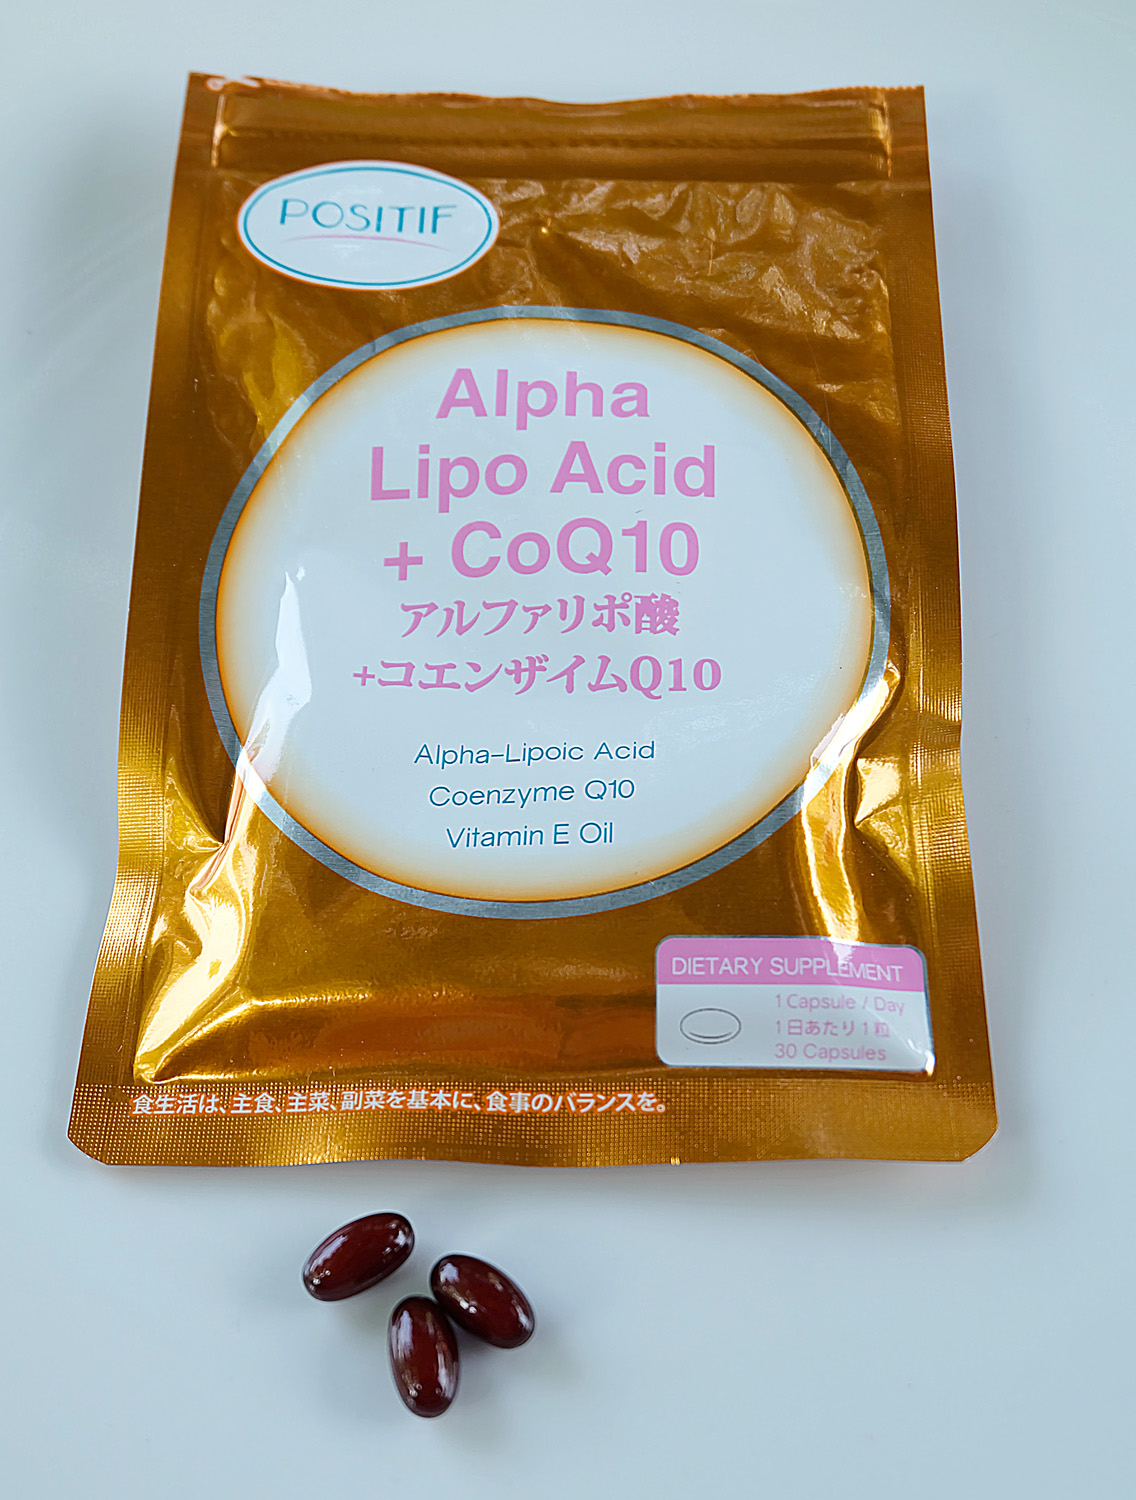 POSITIF
Alpha
Lipo Acid
+ CoQ10
アルファリポ酸
+コエンザイムQ10
Alpha-Lipoic Acid
Coenzyme Q10
Vitamin E Oil
DIETARY SUPPLEMENT
1 Capsule / Day
1日あたり1粒
30 Capsules
食生活は、主食、主菜、副菜を基本に、食事のバランスを。